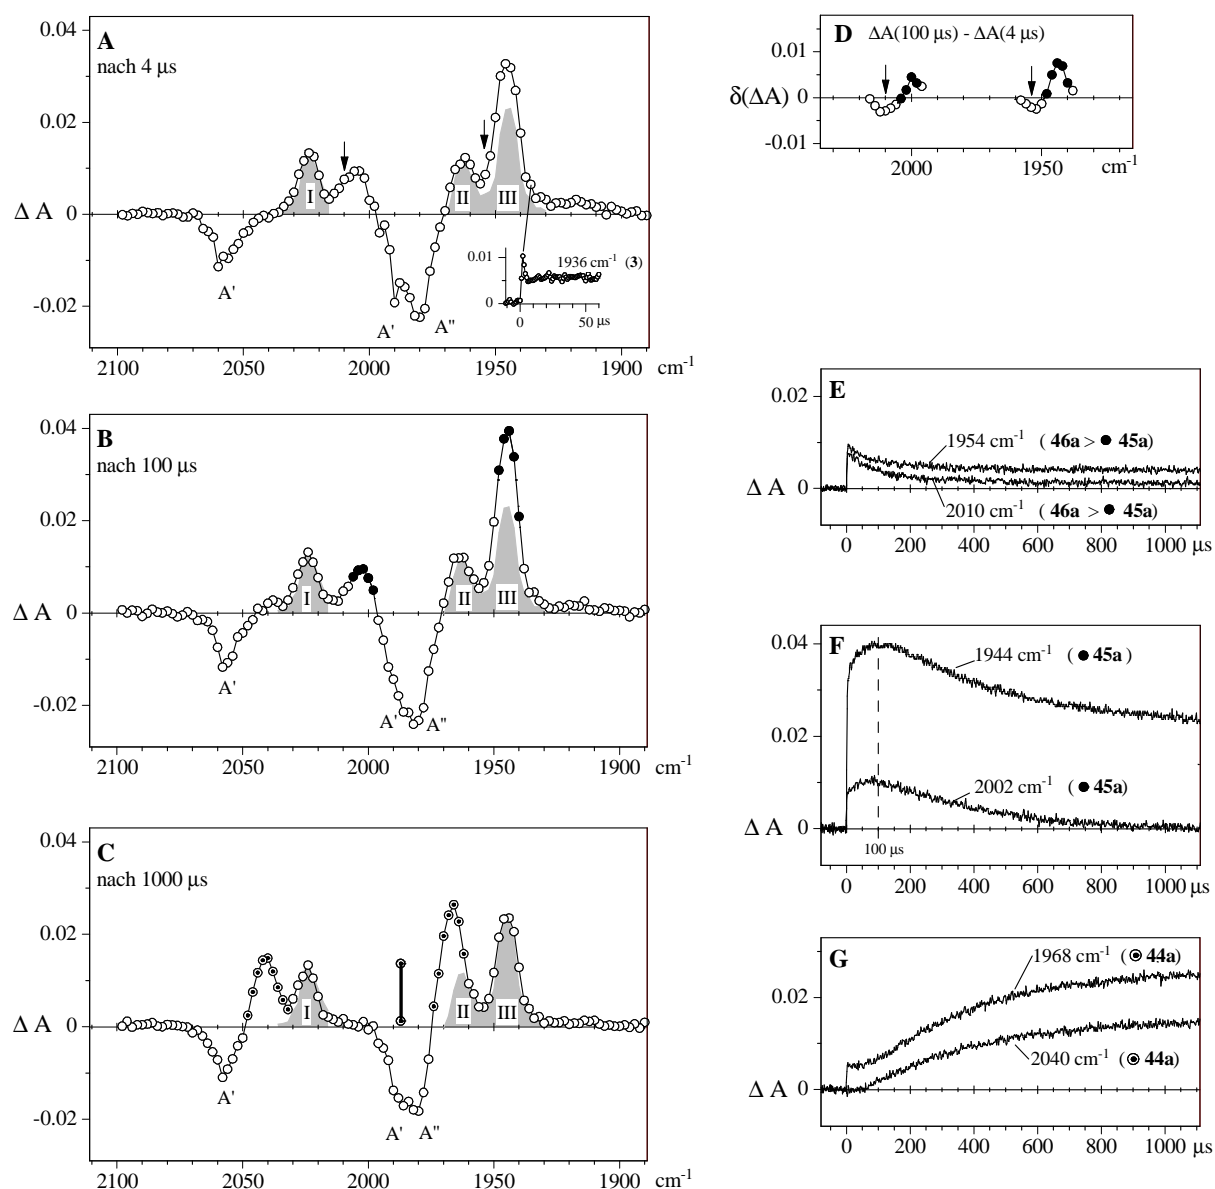 A
nach 4 µs
0.04
0.02
Δ A 0
-0.02
I
II
III
A'
A'
A''
0.01
0
1936 cm-1 (3)
0
50 µs
2100
2050
2000
1950
1900
cm-1
B
nach 100 µs
0.04
0.02
Δ A 0
-0.02
I
II
III
A'
A'
A''
2100
2050
2000
1950
1900
cm-1
C
nach 1000 µs
0.04
0.02
Δ A 0
-0.02
I
II
III
A'
A'
A''
2100
2050
2000
1950
1900
cm-1
D ΔA(100 µs) - ΔA(4 µs)
0.01
δ(ΔA) 0
-0.01
2000
1950
cm-1
E
0.02
1954 cm-1 ( 46a > ● 45a)
Δ A 0
2010 cm-1 ( 46a > ● 45a)
0 200 400 600 800 1000 µs
F
0.04
1944 cm-1 ( ● 45a )
0.02
2002 cm-1 ( ● 45a)
Δ A 0
100 µs
0 200 400 600 800 1000 µs
G
1968 cm-1 ( ⦿ 44a)
0.02
2040 cm-1 ( ⦿ 44a)
Δ A 0
0 200 400 600 800 1000 µs